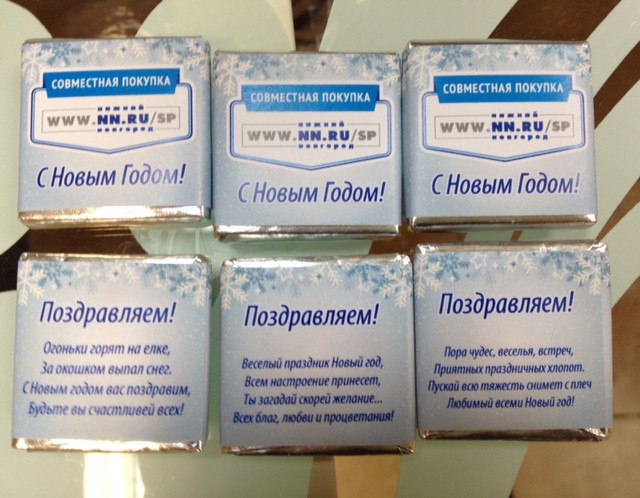 СОВМЕСТНАЯ ПОКУПКА
нижний
WWW.NN.RU/SP
новгород
С Новым Годом!
СОВМЕСТНАЯ ПОКУПКА
нижний
WWW.NN.RU/SP
новгород
С Новым Годом!
СОВМЕСТНАЯ ПОКУПКА
нижний
WWW.NN.RU/SP
новгород
С Новым Годом!
Поздравляем!
Огоньки горят на елке,
За окошком выпал снег.
С Новым годом вас поздравим,
Будьте вы счастливей всех!
Поздравляем!
Веселый праздник Новый год,
Всем настроение принесет,
Ты загадай скорей желание...
Всех благ, любви и процветания!
Поздравляем!
Пора чудес, веселья, встреч,
Приятных праздничных хлопот.
Пускай всю тяжесть снимет с плеч
Любимый всеми Новый год!